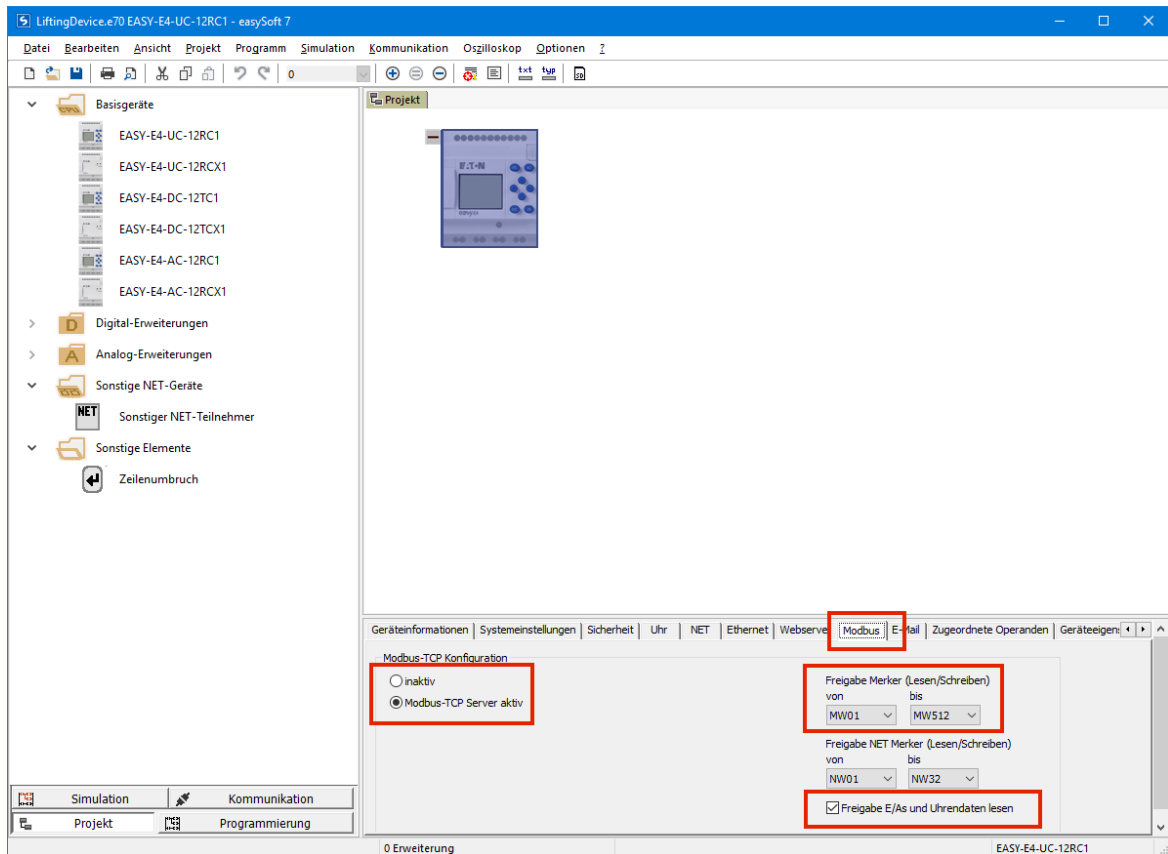 LiftingDevice.e70 EASY-E4-UC-12RC1 - easySoft 7
Datei Bearbeiten Ansicht Projekt Programm Simulation Kommunikation Oszilloskop Optionen ?
0 txt typ SD
Basisgeräte
EASY-E4-UC-12RC1
EASY-E4-UC-12RCX1
EASY-E4-DC-12TC1
EASY-E4-DC-12TCX1
EASY-E4-AC-12RC1
EASY-E4-AC-12RCX1
D Digital-Erweiterungen
A Analog-Erweiterungen
Sonstige NET-Geräte
NET Sonstiger NET-Teilnehmer
Sonstige Elemente
Zeilenumbruch
Simulation Kommunikation
Projekt Programmierung
Projekt
Geräteinformationen Systemeinstellungen Sicherheit Uhr NET Ethernet Webserve Modbus E-Mail Zugeordnete Operanden Geräteeigen
Modbus-TCP Konfiguration
inaktiv
Modbus-TCP Server aktiv
Freigabe Merker (Lesen/Schreiben)
von bis
MW01 MW512
Freigabe NET Merker (Lesen/Schreiben)
von bis
NW01 NW32
Freigabe E/As und Uhrendaten lesen
0 Erweiterung EASY-E4-UC-12RC1